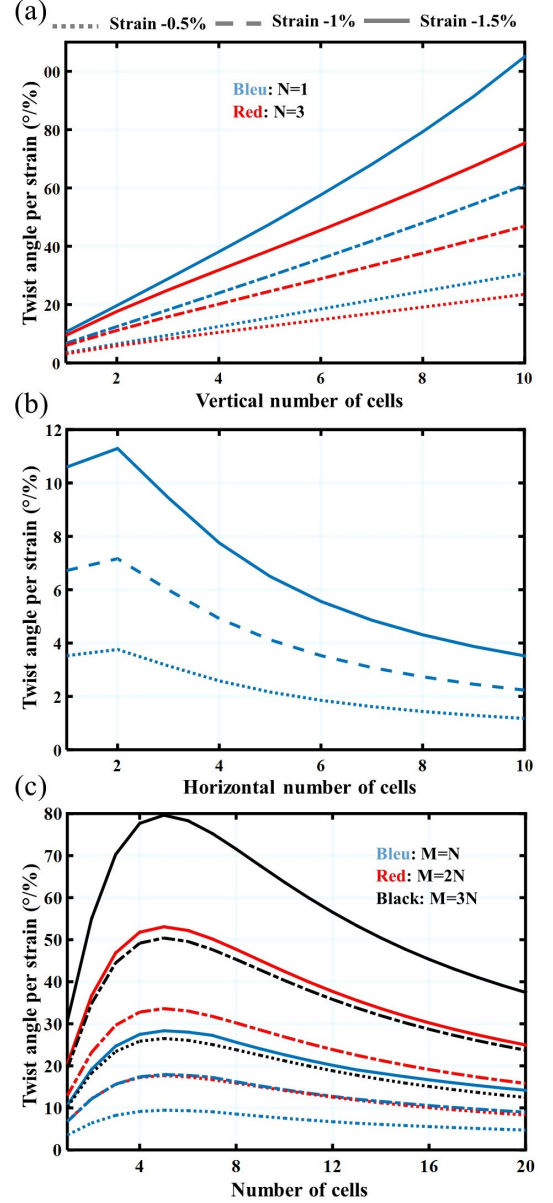 (a)
Strain -0.5% Strain -1% Strain -1.5%
00
80
60
40
20
0
2 4 6 8 10
Bleu: N=1
Red: N=3
Twist angle per strain (°/%)
Vertical number of cells
(b)
12
10
8
6
4
2
0
2 4 6 8 10
Twist angle per strain (°/%)
Horizontal number of cells
(c)
80
70
60
50
40
30
20
10
0
4 8 12 16 20
Bleu: M=N
Red: M=2N
Black: M=3N
Twist angle per strain (°/%)
Number of cells